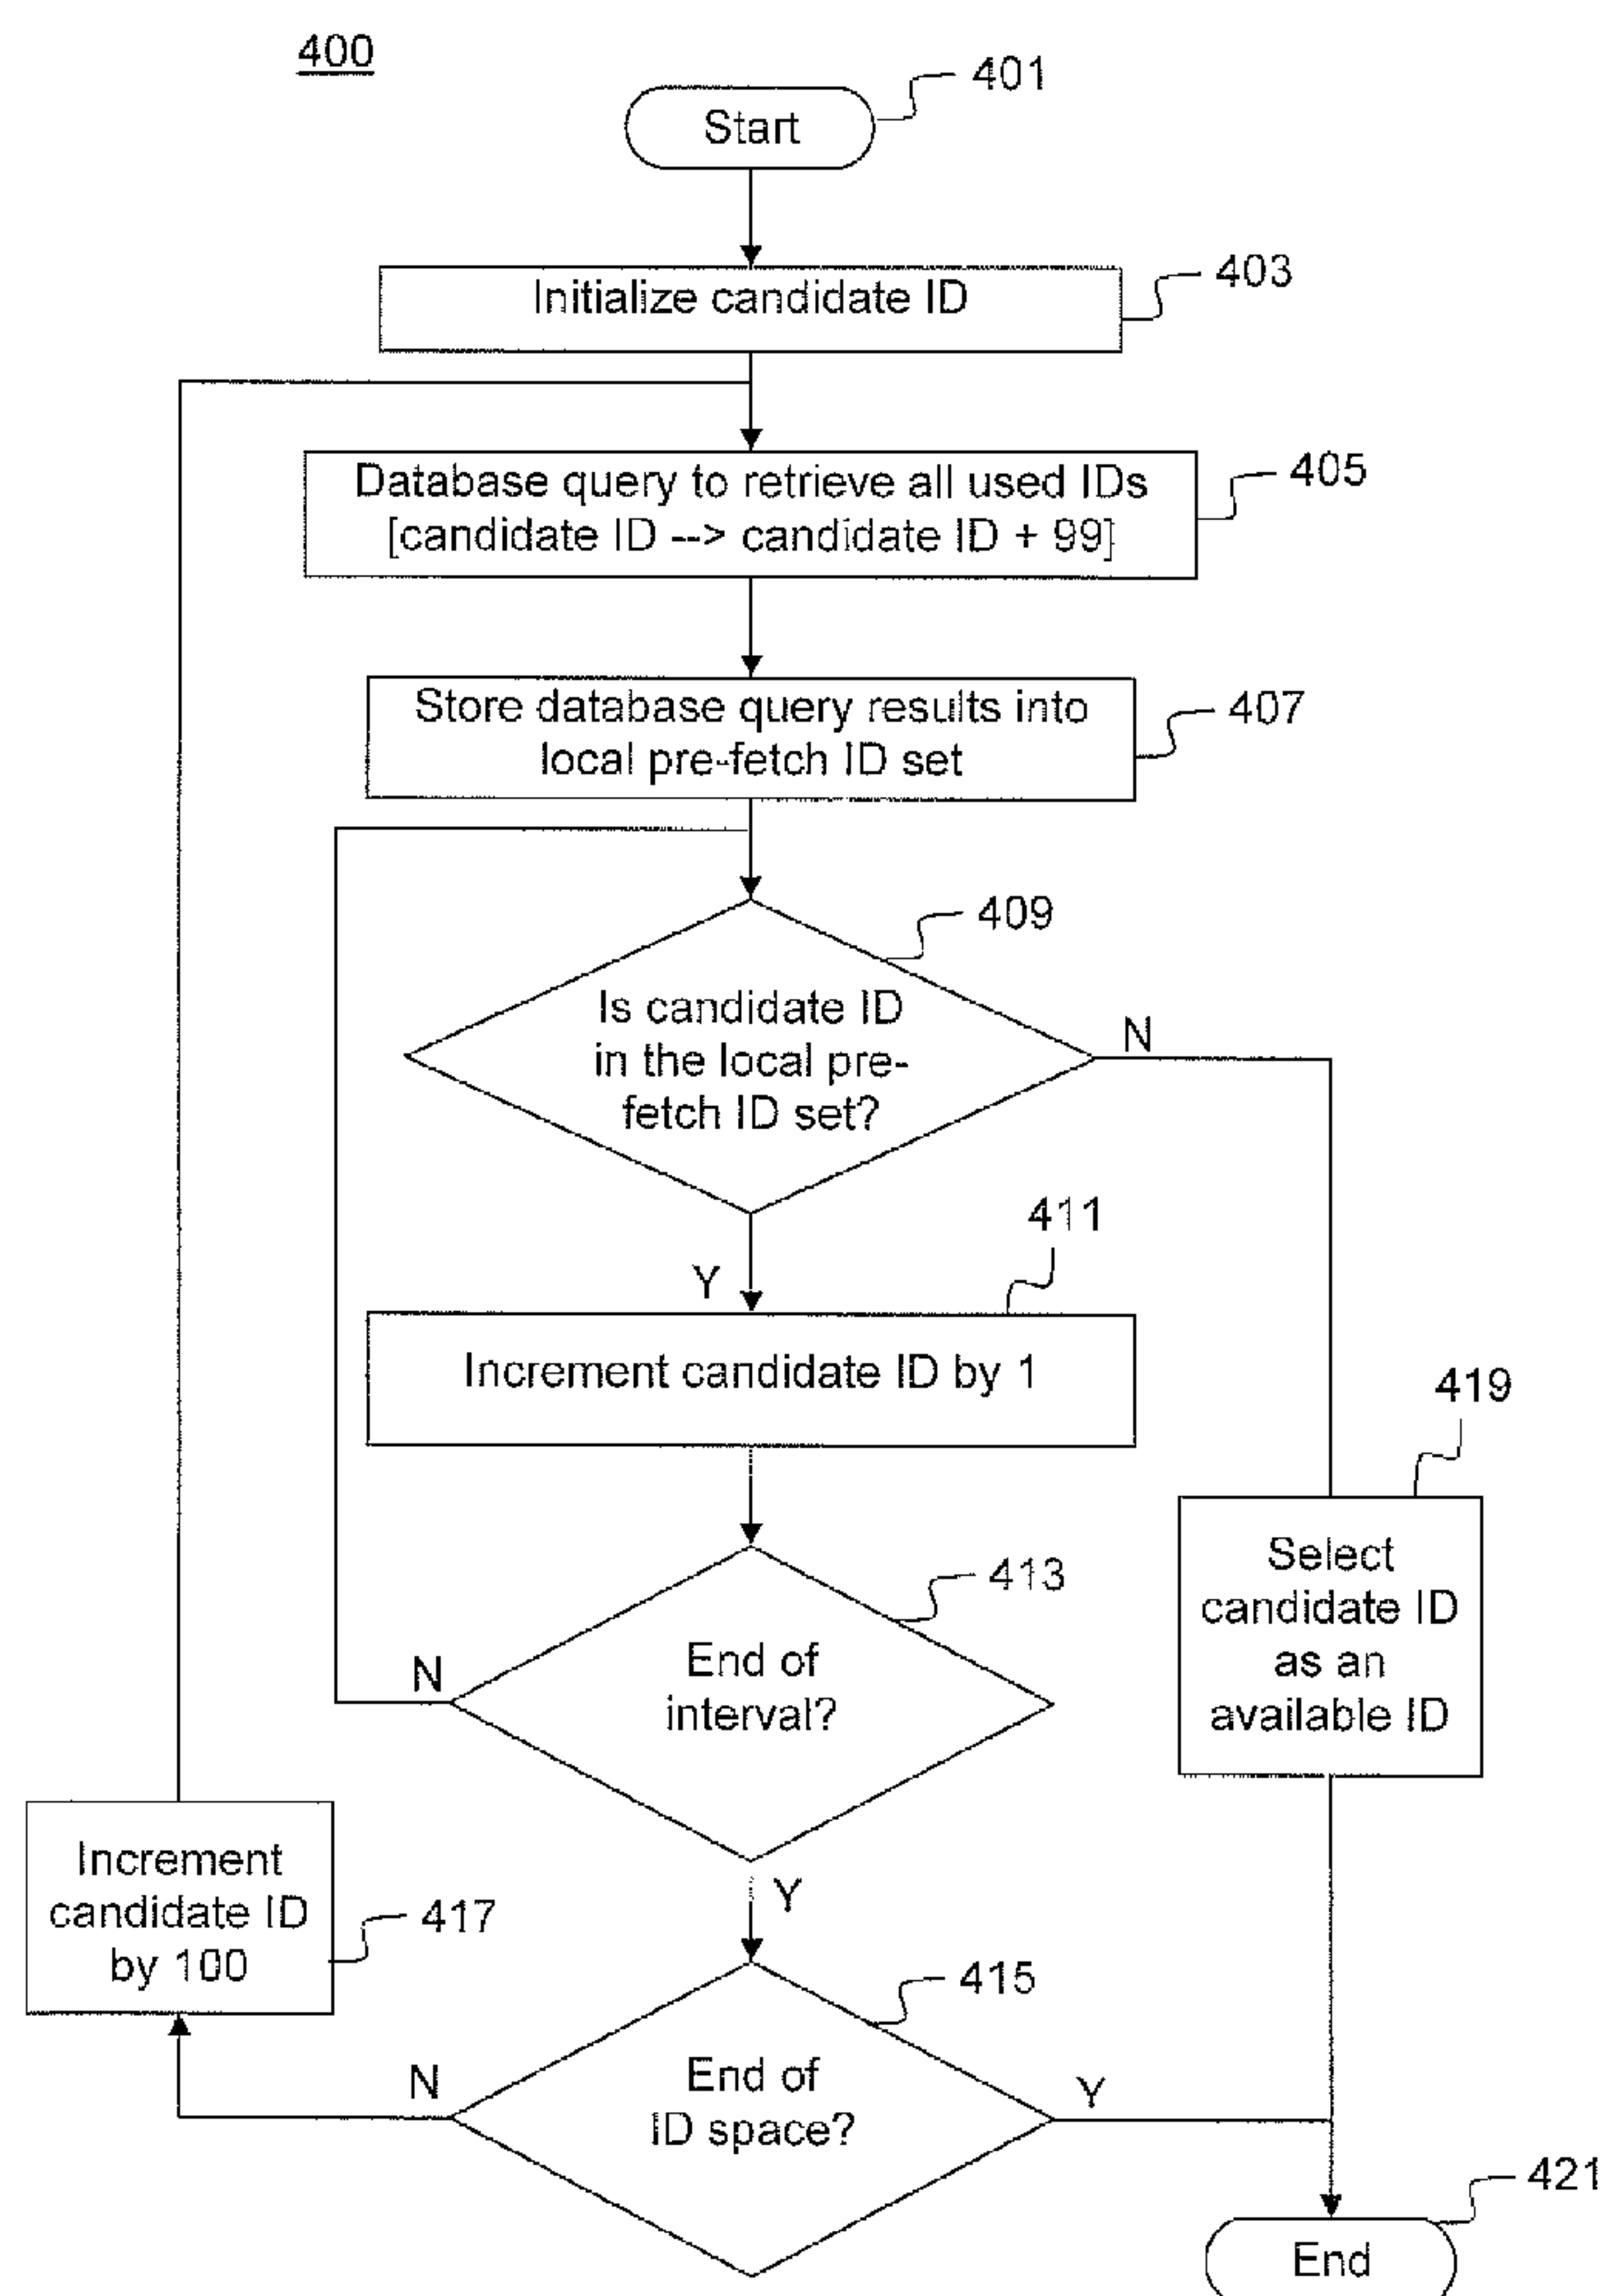 400
Start
401
Initialize candidate ID
403
Database query to retrieve all used IDs
[candidate ID --> candidate ID + 99]
405
Store database query results into
local pre-fetch ID set
407
409
Is candidate ID
in the local pre-
fetch ID set?
N
Y
411
Increment candidate ID by 1
419
Select
candidate ID
as an
available ID
413
End of
interval?
N
Y
Increment
candidate ID
by 100
417
415
End of
ID space?
N
Y
421
End